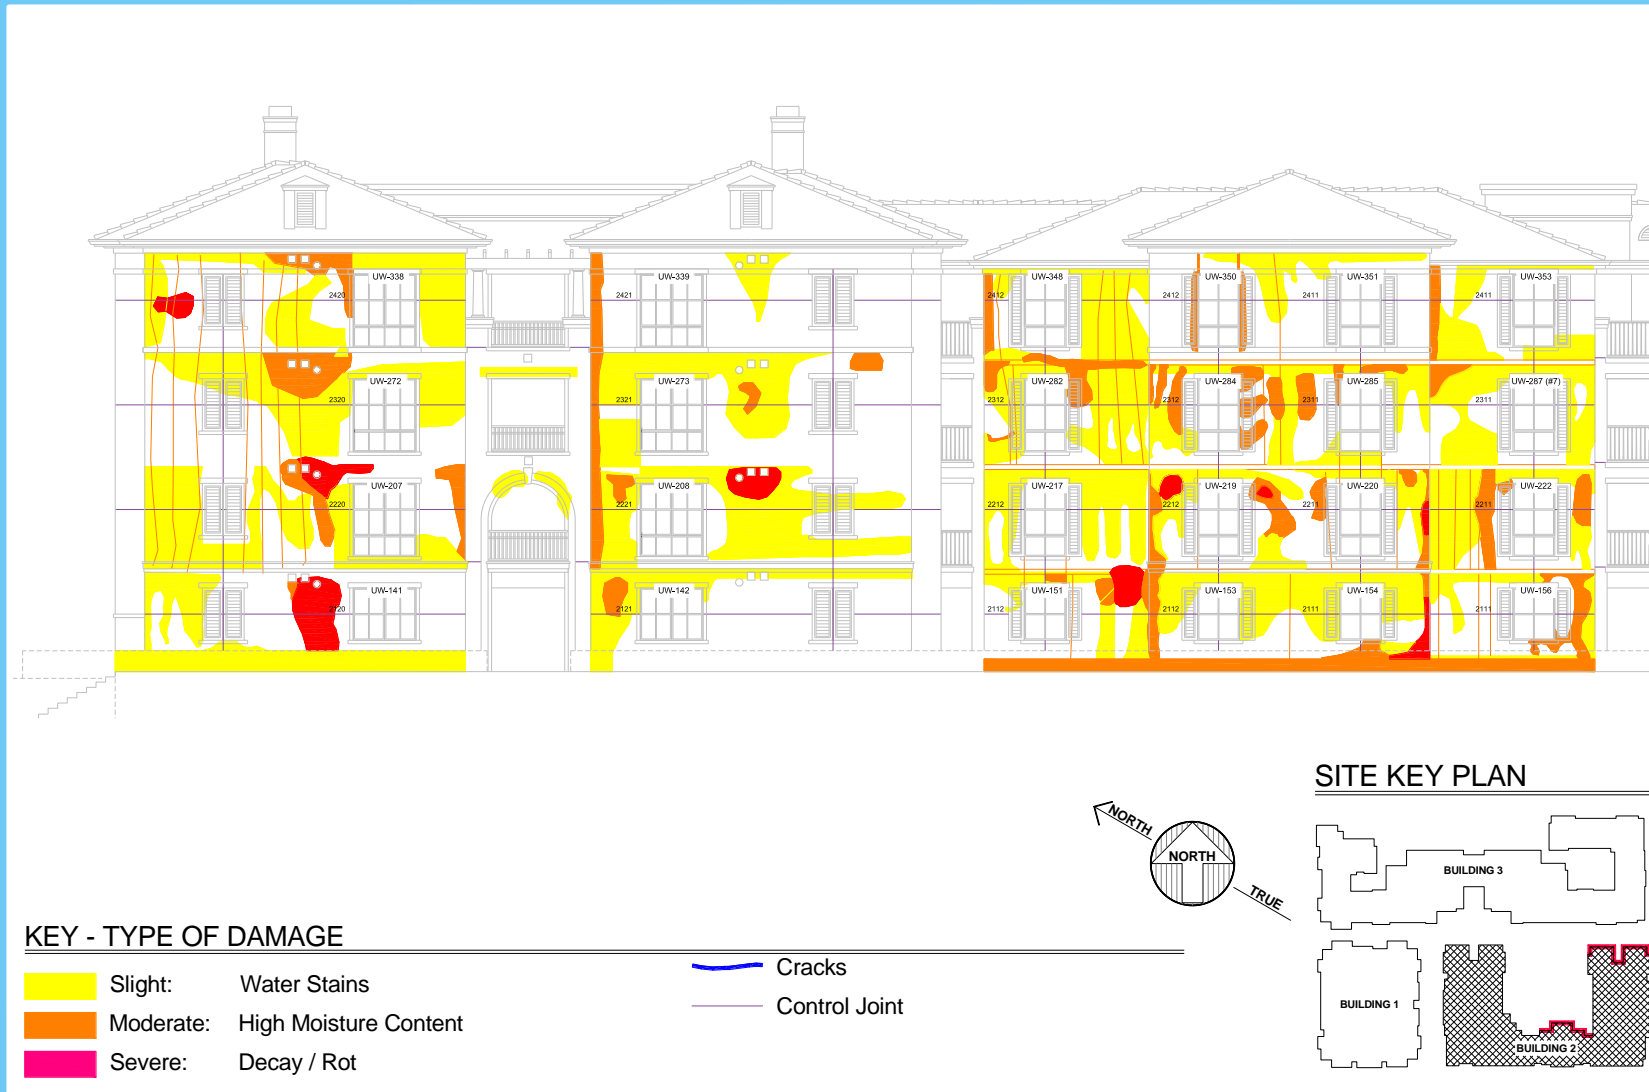 UW-338
UW-339
UW-348
UW-350
UW-351
UW-353
2420
2421
2412
2412
2411
2411
UW-272
UW-273
UW-282
UW-284
UW-285
UW-287 (#7)
2320
2321
2312
2312
2311
2311
UW-207
UW-208
UW-217
UW-219
UW-220
UW-222
2220
2221
2212
2212
2211
2211
UW-141
UW-142
UW-151
UW-153
UW-154
UW-156
2120
2121
2112
2112
2111
2111
SITE KEY PLAN
NORTH
NORTH
TRUE
BUILDING 3
BUILDING 1
BUILDING 2
KEY - TYPE OF DAMAGE
Slight: Water Stains
Moderate: High Moisture Content
Severe: Decay / Rot
Cracks
Control Joint